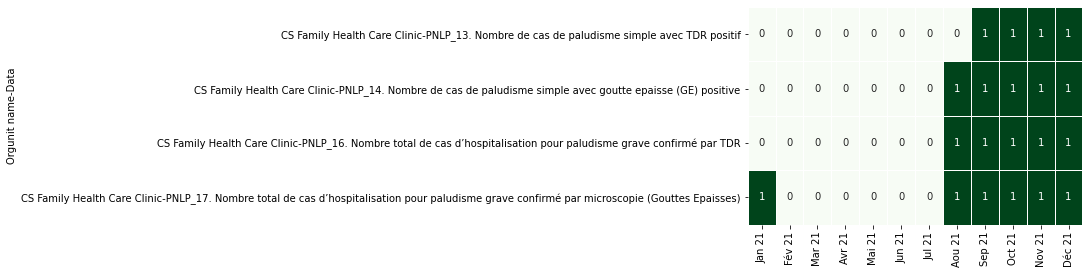 Orgunit name-Data
CS Family Health Care Clinic-PNLP_13. Nombre de cas de paludisme simple avec TDR positif
0 0 0 0 0 0 0 0 1 1 1 1
CS Family Health Care Clinic-PNLP_14. Nombre de cas de paludisme simple avec goutte epaisse (GE) positive
0 0 0 0 0 0 0 1 1 1 1 1
CS Family Health Care Clinic-PNLP_16. Nombre total de cas d’hospitalisation pour paludisme grave confirmé par TDR
0 0 0 0 0 0 0 1 1 1 1 1
CS Family Health Care Clinic-PNLP_17. Nombre total de cas d’hospitalisation pour paludisme grave confirmé par microscopie (Gouttes Epaisses)
1 0 0 0 0 0 0 1 1 1 1 1
Jan 21
Fév 21
Mar 21
Avr 21
Mai 21
Jun 21
Jul 21
Aou 21
Sep 21
Oct 21
Nov 21
Déc 21